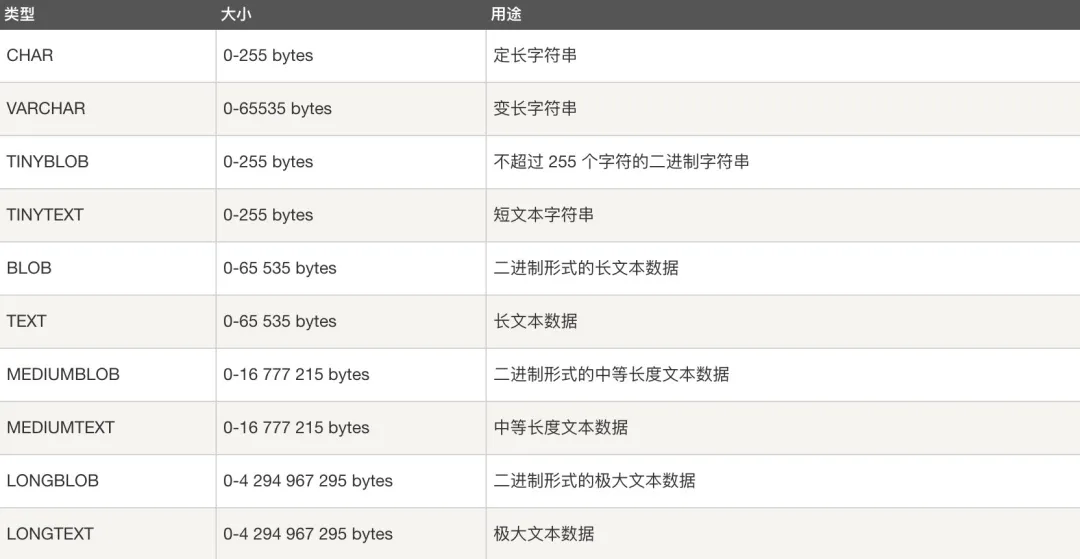 类型 大小 用途
CHAR 0-255 bytes 定长字符串
VARCHAR 0-65535 bytes 变长字符串
TINYBLOB 0-255 bytes 不超过 255 个字符的二进制字符串
TINYTEXT 0-255 bytes 短文本字符串
BLOB 0-65 535 bytes 二进制形式的长文本数据
TEXT 0-65 535 bytes 长文本数据
MEDIUMBLOB 0-16 777 215 bytes 二进制形式的中等长度文本数据
MEDIUMTEXT 0-16 777 215 bytes 中等长度文本数据
LONGBLOB 0-4 294 967 295 bytes 二进制形式的极大文本数据
LONGTEXT 0-4 294 967 295 bytes 极大文本数据